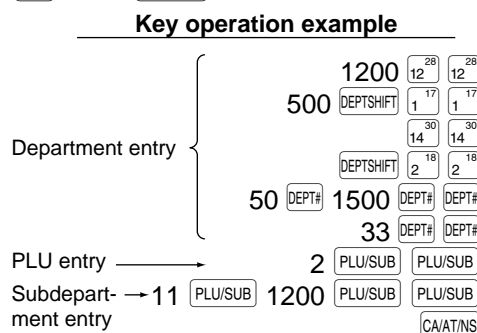 Key operation example
1200 12 28 12 28
500 DEPTSHIFT 1 17 1 17
14 30 14 30
Department entry
DEPTSHIFT 2 18 2 18
50 DEPT# 1500 DEPT# DEPT#
33 DEPT# DEPT#
PLU entry 2 PLU/SUB PLU/SUB
Subdepart- 11 PLU/SUB 1200 PLU/SUB PLU/SUB
ment entry
CA/AT/NS